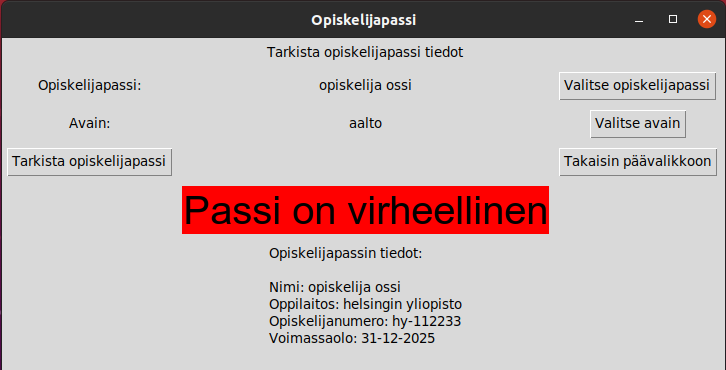 Opiskelijapassi
Tarkista opiskelijapassi tiedot
Opiskelijapassi: opiskelija ossi Valitse opiskelijapassi
Avain: aalto Valitse avain
Tarkista opiskelijapassi Takaisin päävalikkoon
Passi on virheellinen
Opiskelijapassin tiedot:
Nimi: opiskelija ossi
Oppilaitos: helsingin yliopisto
Opiskelijanumero: hy-112233
Voimassaolo: 31-12-2025